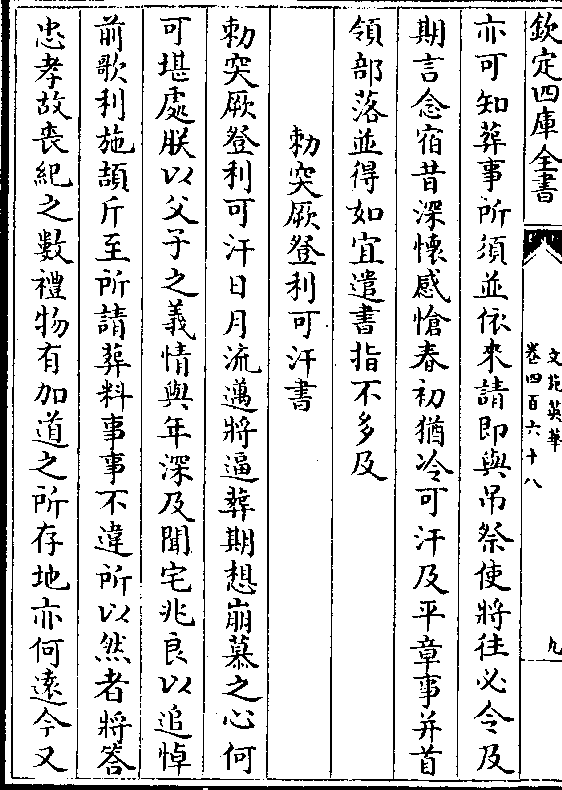 欽定四庫全書
文苑英華
卷四百六十八
九
亦可知葬事所須並依來請即與吊祭使將往必令及
期言念宿昔深懷感愴春初猶冷可汗及平章事并首
領部落並得如宜遣書指不多及
勅突厥登利可汗書
勅突厥登利可汗日月流邁將逼葬期想崩慕之心何
可堪處朕以父子之義情與年深及聞宅兆良以追悼
前歌利施頡斤至所請葬料事事不違所以然者將答
忠孝故喪紀之數禮物有加道之所存地亦何遠今又